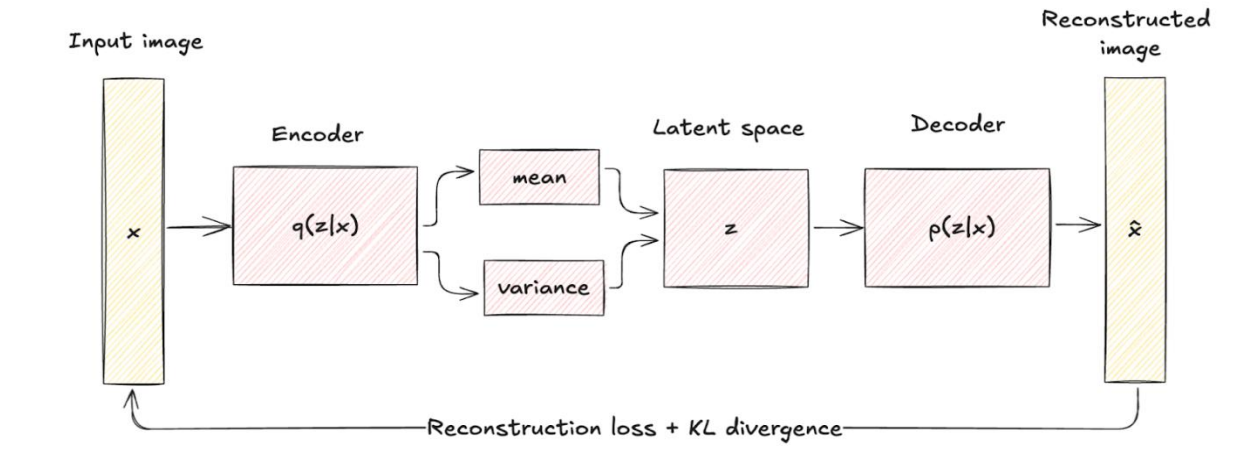 Input image
Reconstructed
image
Encoder
Latent space
Decoder
x
q(z|x)
mean
variance
z
p(z|x)
x̂
Reconstruction loss + KL divergence